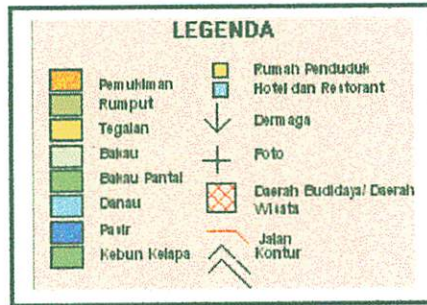 LEGENDA
Pemukiman
Rumput
Tegalan
Bakau
Bakau Pantai
Danau
Pasir
Kebun Kelapa
Rumah Penduduk
Hotel dan Restorant
Dermaga
Foto
Daerah Budidaya/ Daerah
Wisata
Jalan
Kontur